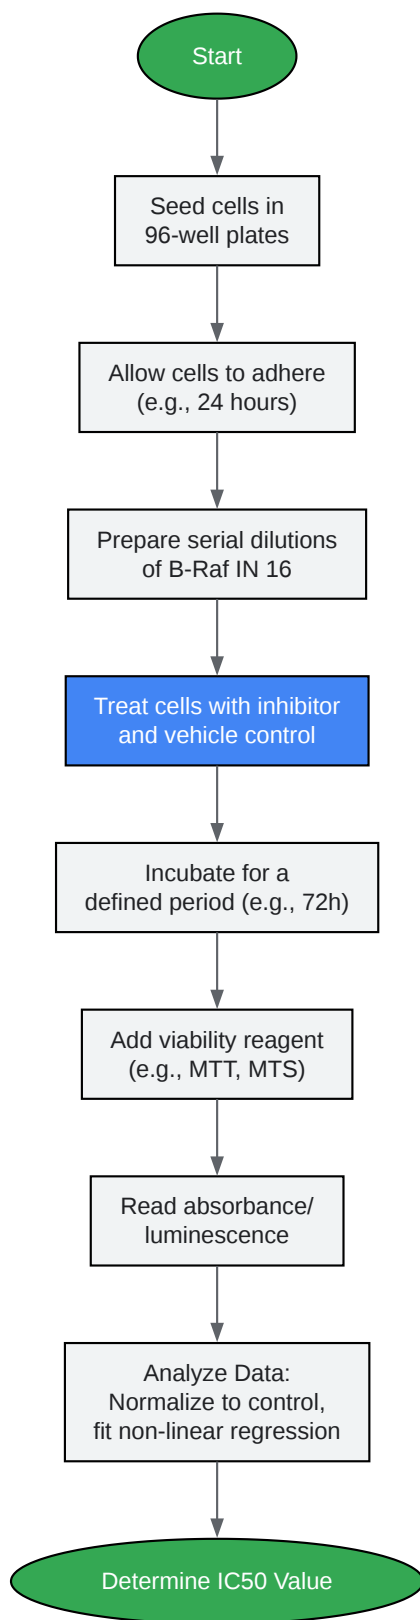 Start
Seed cells in
96-well plates
Allow cells to adhere
(e.g., 24 hours)
Prepare serial dilutions
of B-Raf IN 16
Treat cells with inhibitor
and vehicle control
Incubate for a
defined period (e.g., 72h)
Add viability reagent
(e.g., MTT, MTS)
Read absorbance/
luminescence
Analyze Data:
Normalize to control,
fit non-linear regression
Determine IC50 Value